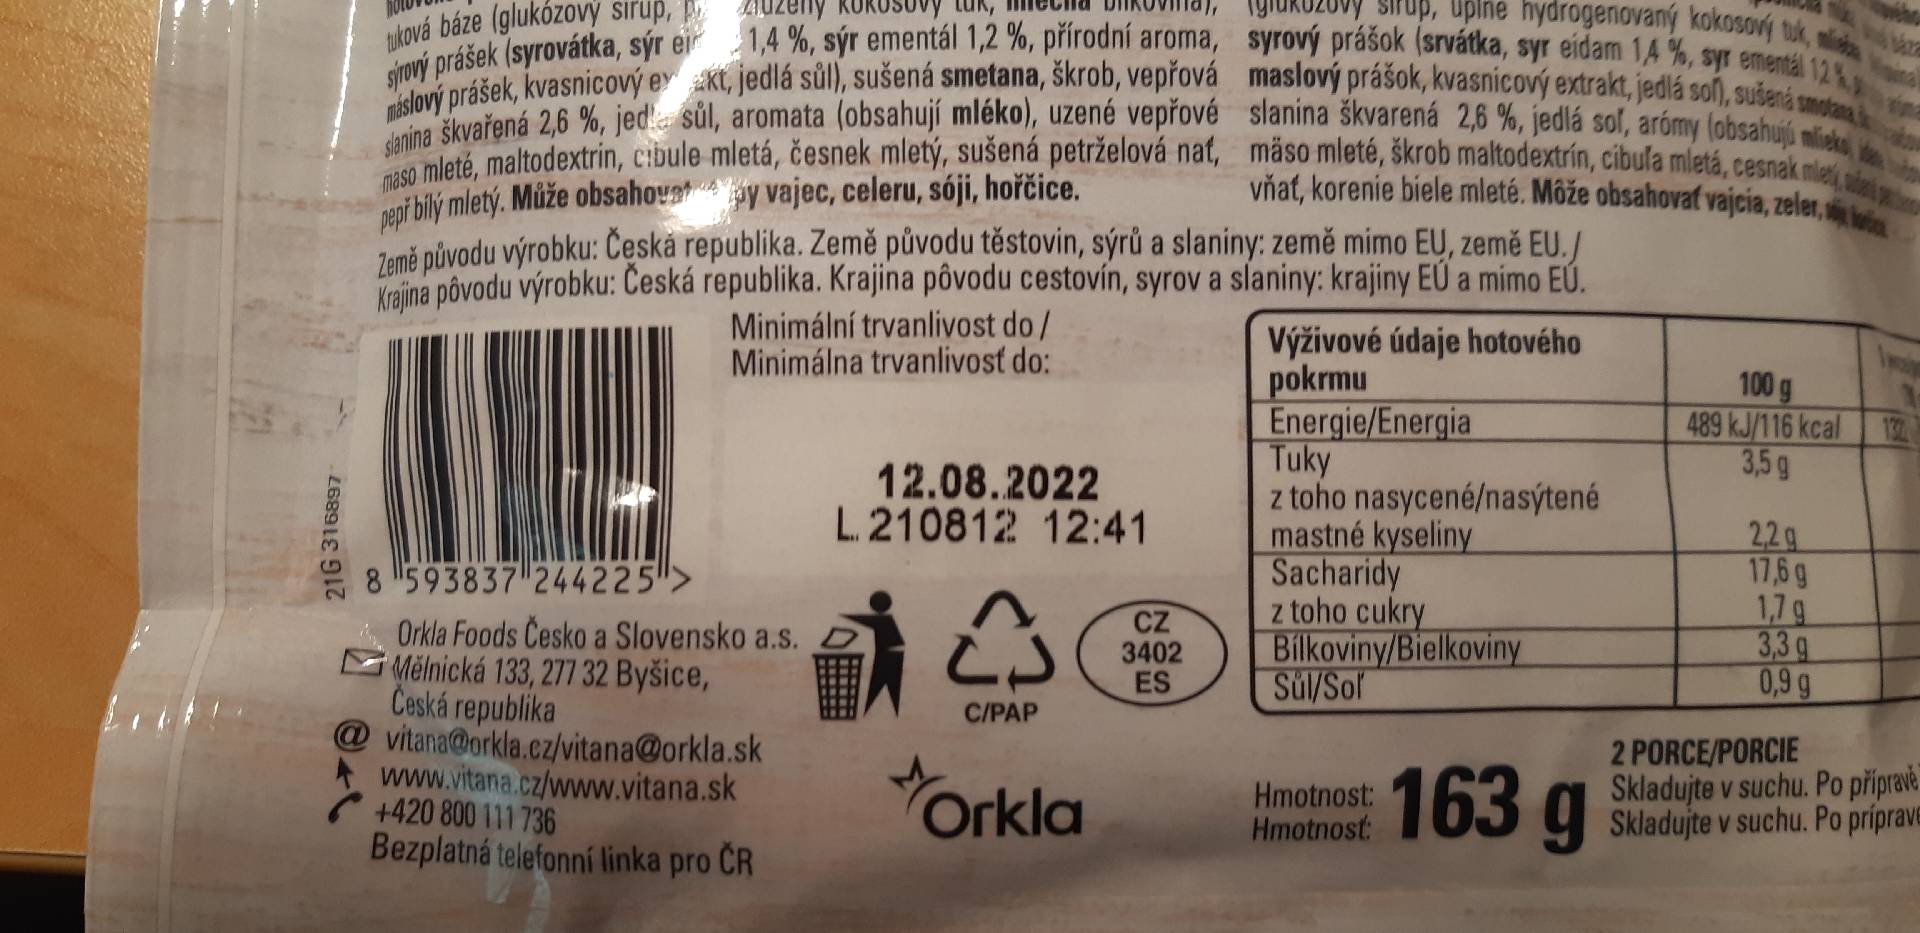 tuková báze (glukózový sirup,
sýrový prášek (syrovátka, sýr 1,4 %, sýr ementál 1,2 %, přírodní aroma,
máslový prášek, kvasnicový jedlá sůl), sušená smetana, škrob, vepřová
slanina škvařená 2,6 %, sůl, aromata (obsahují mléko), uzené vepřové
maso mleté, maltodextrin, cibule mletá, česnek mletý, sušená petrželová nať,
pepř bílý mletý. Může obsahovat vajec, celeru, sóji, hořčice.
sirup, úplne hydrogenovaný kokosový tuk,
syrový prášok (srvátka, syr eidam 1,4 %, syr ementál
maslový prášok, kvasnicový extrakt, jedlá soľ), sušená smotana
slanina škvarená 2,6 %, jedlá soľ, arómy (obsahujú mlieko)
mäso mleté, škrob maltodextrín, cibuľa mletá, cesnak mletý,
vňať, korenie biele mleté. Môže obsahovať vajcia, zeler,
Země původu výrobku: Česká republika. Země původu těstovin, sýrů a slaniny: země mimo EU, země EU./
Krajina pôvodu výrobku: Česká republika. Krajina pôvodu cestovín, syrov a slaniny: krajiny EÚ a mimo EÚ.
Minimální trvanlivost do /
Minimálna trvanlivosť do:
12.08.2022
L. 210812 12:41
21G 316897
8 593837 244225 >
Výživové údaje hotového
pokrmu 100 g
Energie/Energia 489 kJ/116 kcal
Tuky 3,5 g
z toho nasycené/nasýtené
mastné kyseliny 2,2 g
Sacharidy 17,6 g
z toho cukry 1,7 g
Bílkoviny/Bielkoviny 3,3 g
Sůl/Soľ 0,9 g
Orkla Foods Česko a Slovensko a.s.
Mělnická 133, 277 32 Byšice,
Česká republika
@ vitana@orkla.cz/vitana@orkla.sk
www.vitana.cz/www.vitana.sk
+420 800 111 736
Bezplatná telefonní linka pro ČR
C/PAP
CZ
3402
ES
Orkla
Hmotnost:
Hmotnosť:
163 g
2 PORCE/PORCIE
Skladujte v suchu. Po přípravě
Skladujte v suchu. Po príprave